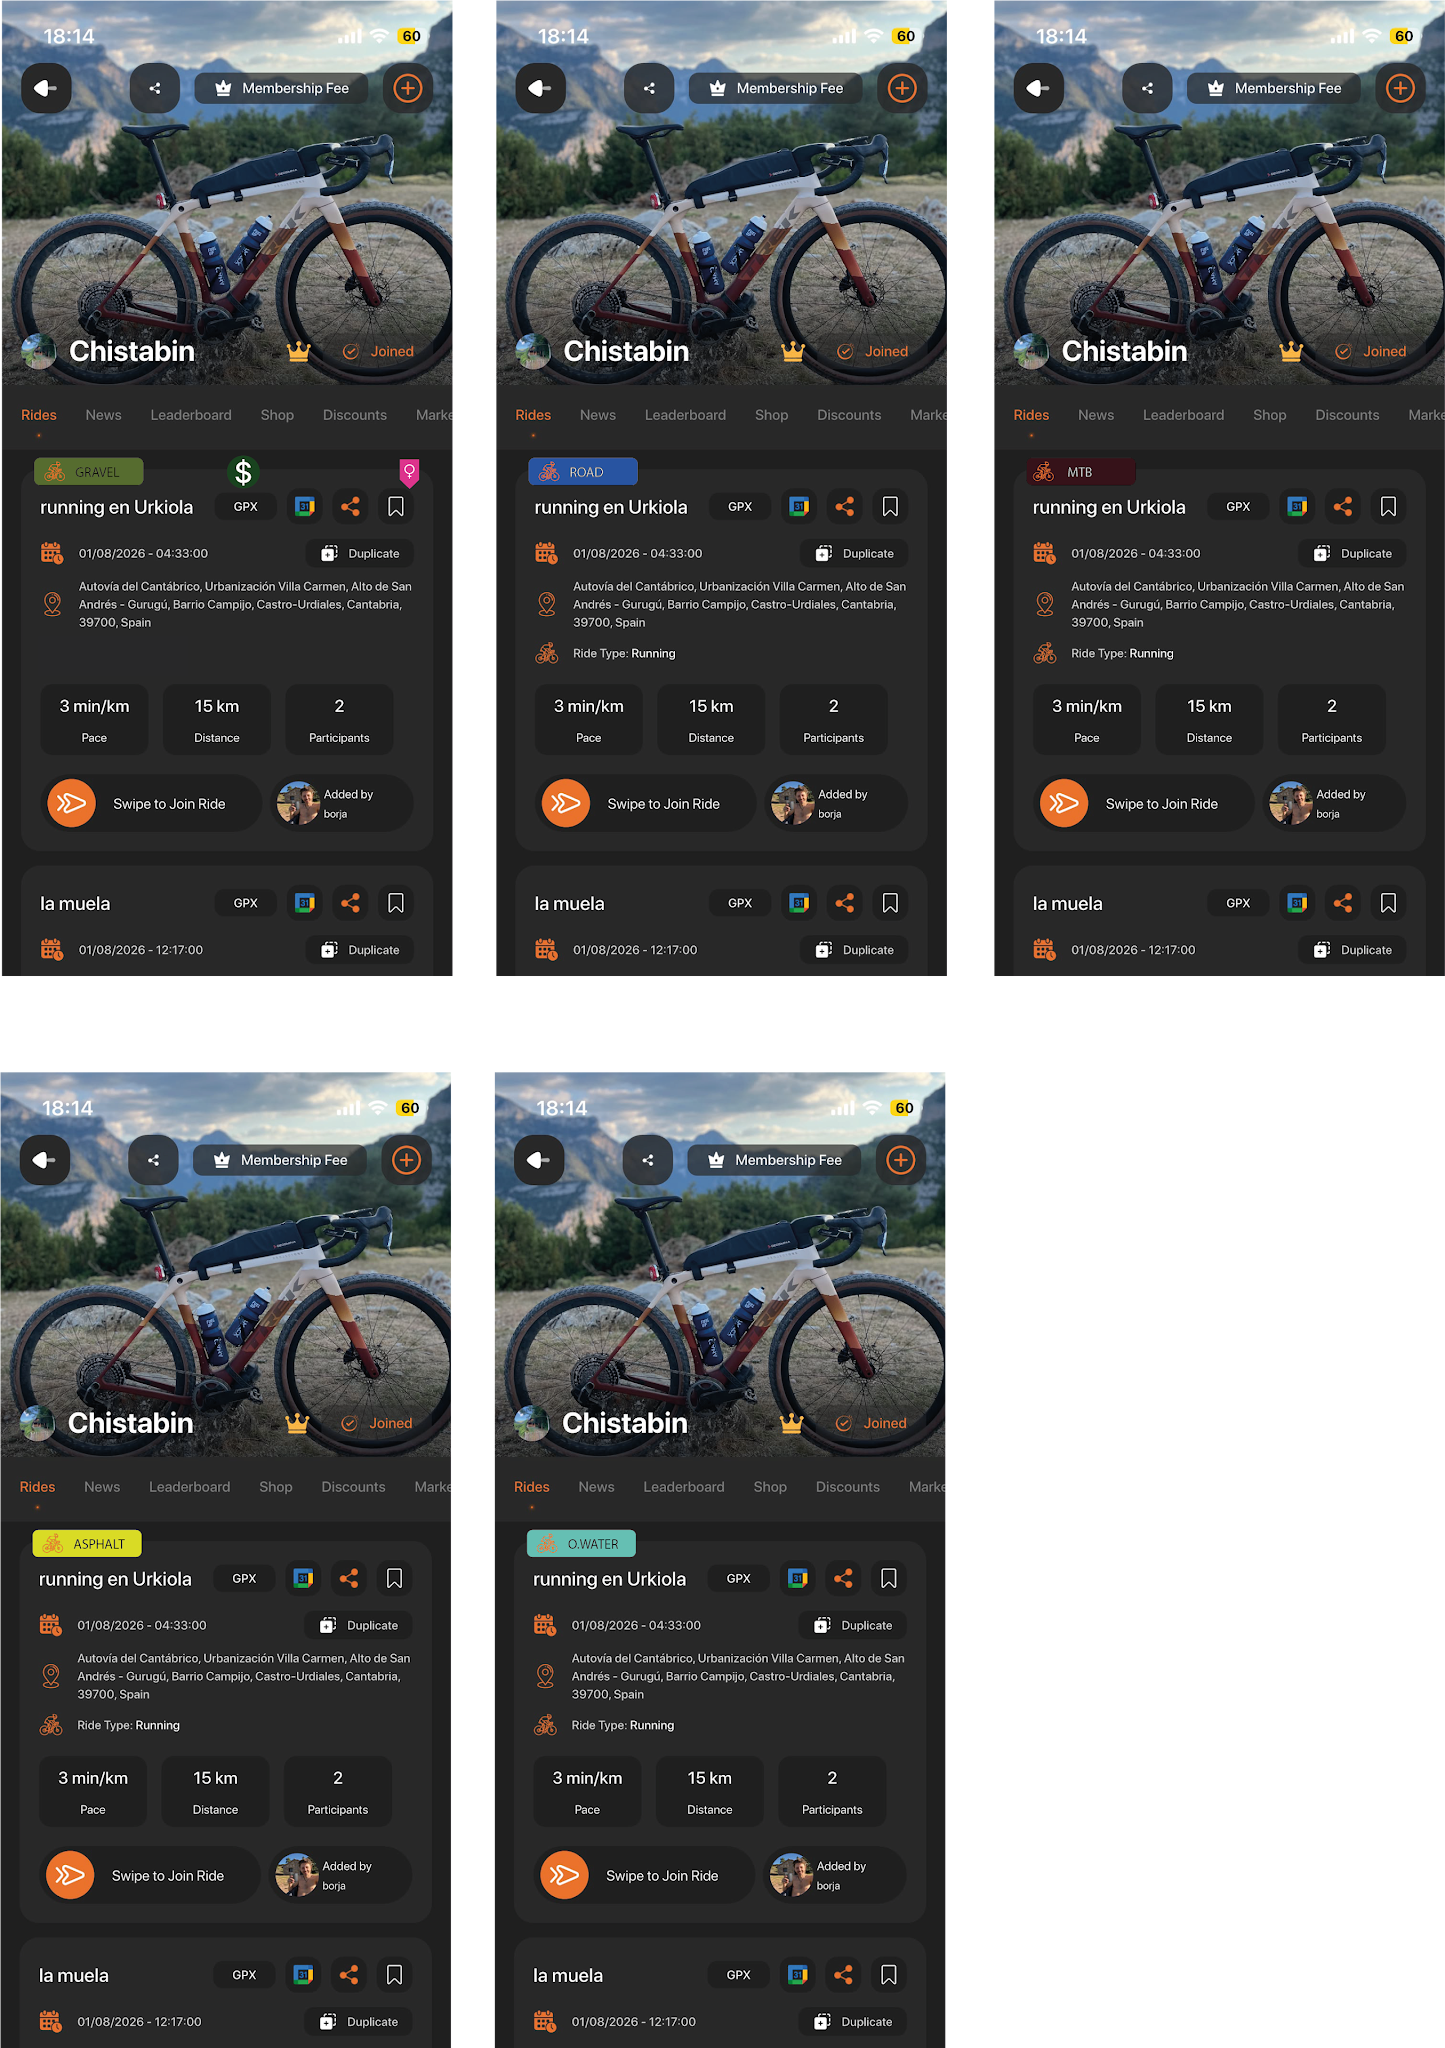 18:14 60
Membership Fee
Chistabin Joined
Rides News Leaderboard Shop Discounts Marke
GRAVEL $
running en Urkiola GPX 31
01/08/2026 - 04:33:00 Duplicate
Autovía del Cantábrico, Urbanización Villa Carmen, Alto de San
Andrés - Gurugú, Barrio Campijo, Castro-Urdiales, Cantabria,
39700, Spain
3 min/km 15 km 2
Pace Distance Participants
Swipe to Join Ride Added by
borja
la muela GPX 31
01/08/2026 - 12:17:00 Duplicate
18:14 60
Membership Fee
Chistabin Joined
Rides News Leaderboard Shop Discounts Marke
ROAD
running en Urkiola GPX 31
01/08/2026 - 04:33:00 Duplicate
Autovía del Cantábrico, Urbanización Villa Carmen, Alto de San
Andrés - Gurugú, Barrio Campijo, Castro-Urdiales, Cantabria,
39700, Spain
Ride Type: Running
3 min/km 15 km 2
Pace Distance Participants
Swipe to Join Ride Added by
borja
la muela GPX 31
01/08/2026 - 12:17:00 Duplicate
18:14 60
Membership Fee
Chistabin Joined
Rides News Leaderboard Shop Discounts Marke
MTB
running en Urkiola GPX 31
01/08/2026 - 04:33:00 Duplicate
Autovía del Cantábrico, Urbanización Villa Carmen, Alto de San
Andrés - Gurugú, Barrio Campijo, Castro-Urdiales, Cantabria,
39700, Spain
Ride Type: Running
3 min/km 15 km 2
Pace Distance Participants
Swipe to Join Ride Added by
borja
la muela GPX 31
01/08/2026 - 12:17:00 Duplicate
18:14 60
Membership Fee
Chistabin Joined
Rides News Leaderboard Shop Discounts Marke
ASPHALT
running en Urkiola GPX 31
01/08/2026 - 04:33:00 Duplicate
Autovía del Cantábrico, Urbanización Villa Carmen, Alto de San
Andrés - Gurugú, Barrio Campijo, Castro-Urdiales, Cantabria,
39700, Spain
Ride Type: Running
3 min/km 15 km 2
Pace Distance Participants
Swipe to Join Ride Added by
borja
la muela GPX 31
01/08/2026 - 12:17:00 Duplicate
18:14 60
Membership Fee
Chistabin Joined
Rides News Leaderboard Shop Discounts Marke
O.WATER
running en Urkiola GPX 31
01/08/2026 - 04:33:00 Duplicate
Autovía del Cantábrico, Urbanización Villa Carmen, Alto de San
Andrés - Gurugú, Barrio Campijo, Castro-Urdiales, Cantabria,
39700, Spain
Ride Type: Running
3 min/km 15 km 2
Pace Distance Participants
Swipe to Join Ride Added by
borja
la muela GPX 31
01/08/2026 - 12:17:00 Duplicate